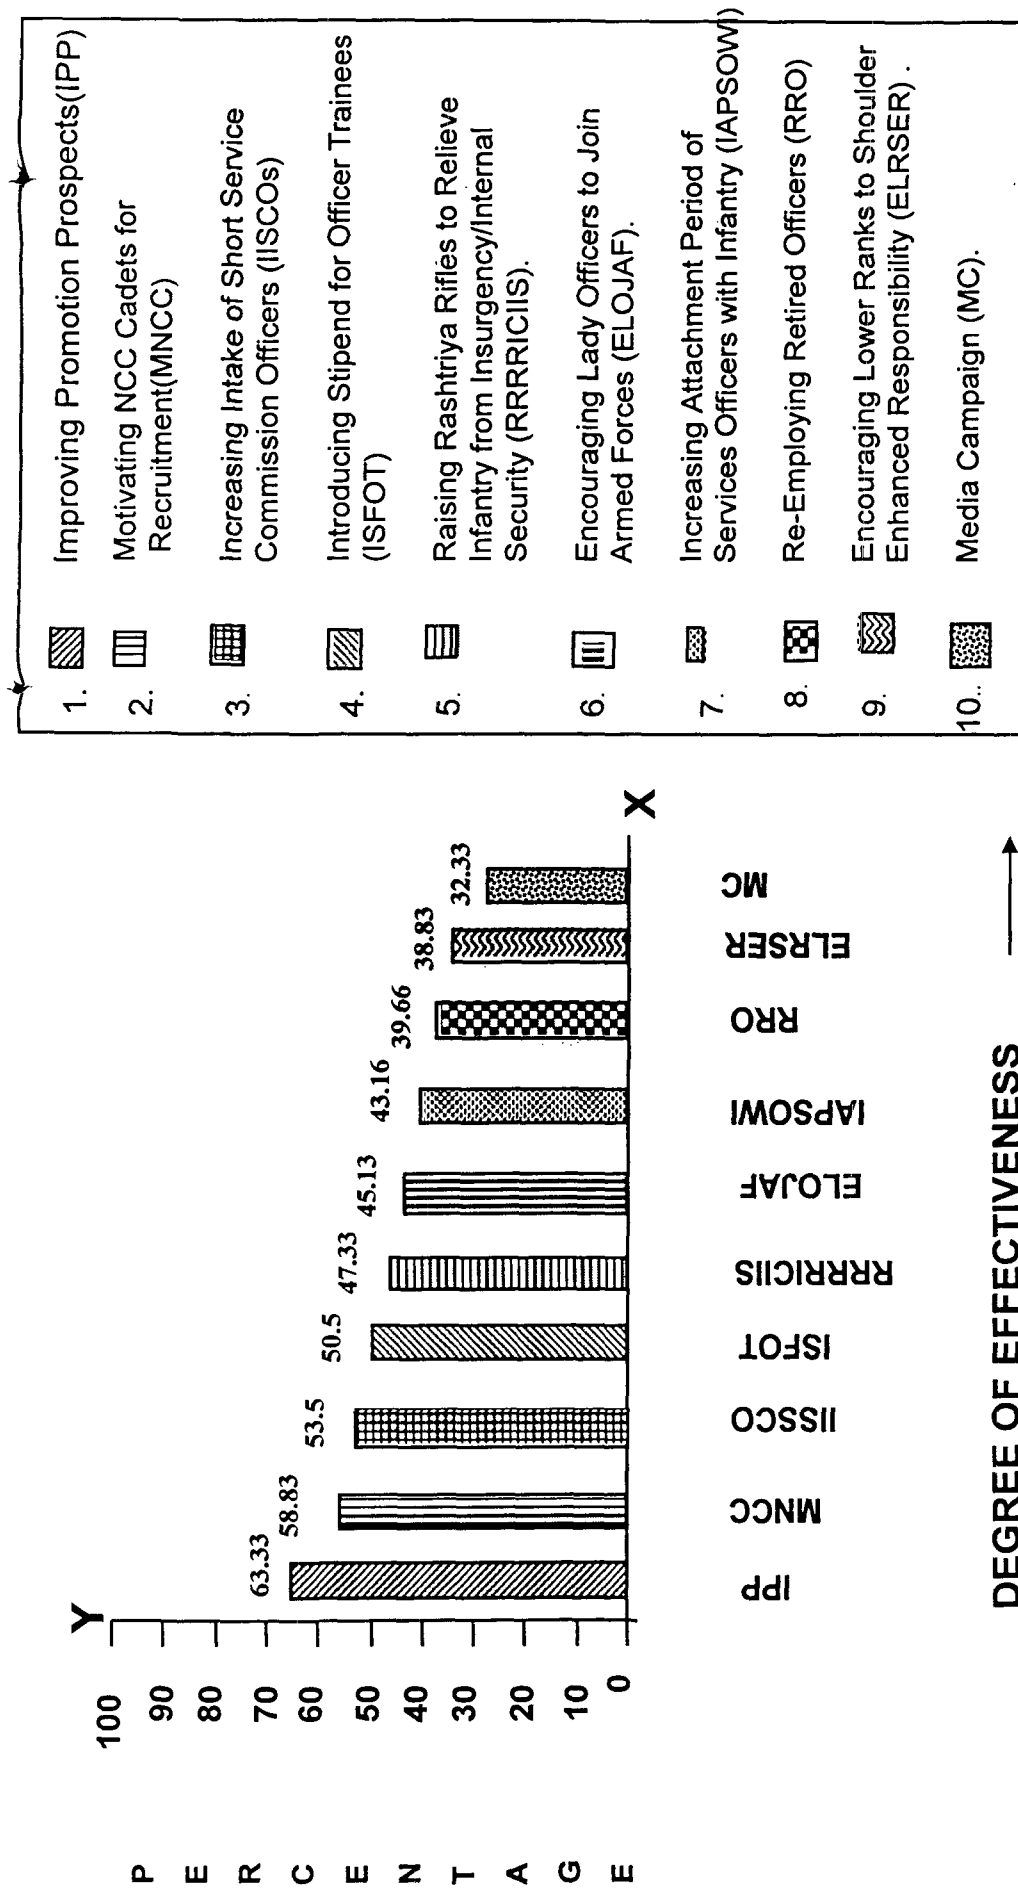 Y
PERCENTAGE
100
90
80
70
60
50
40
30
20
10
0
63.33
58.83
53.5
50.5
47.33
45.13
43.16
39.66
38.83
32.33
X
IPP
MNCC
IISSCO
ISFOT
RRRRICIIS
ELOJAF
IAPSOWI
RRO
ELRSER
MC
DEGREE OF EFFECTIVENESS
1. Improving Promotion Prospects(IPP)
2. Motivating NCC Cadets for
Recruitment(MNCC)
3. Increasing Intake of Short Service
Commission Officers (IISCOs)
4. Introducing Stipend for Officer Trainees
(ISFOT)
5. Raising Rashtriya Rifles to Relieve
Infantry from Insurgency/Internal
Security (RRRRICIIS).
6. Encouraging Lady Officers to Join
Armed Forces (ELOJAF).
7. Increasing Attachment Period of
Services Officers with Infantry (IAPSOWI)
8. Re-Employing Retired Officers (RRO)
9. Encouraging Lower Ranks to Shoulder
Enhanced Responsibility (ELRSER) .
10.. Media Campaign (MC).